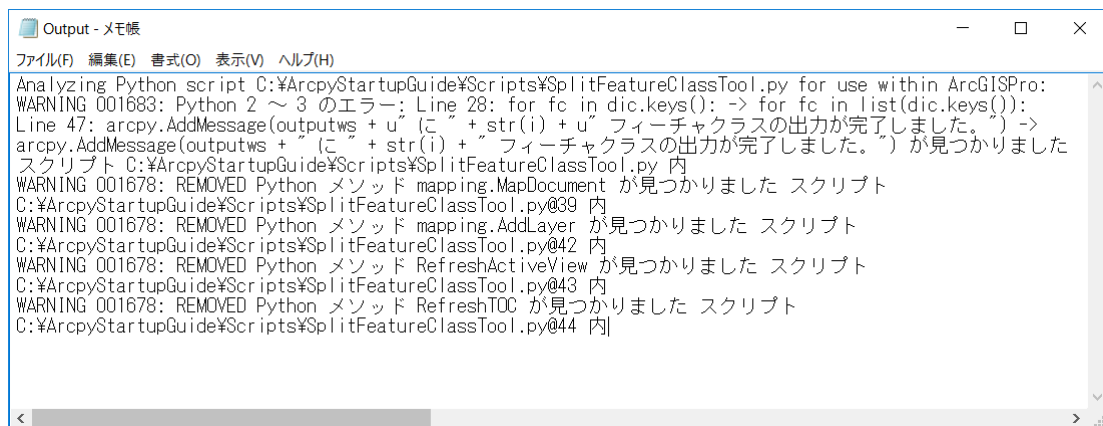 Output - メモ帳
ファイル(F) 編集(E) 書式(O) 表示(V) ヘルプ(H)
Analyzing Python script C:¥ArcpyStartupGuide¥Scripts¥SplitFeatureClassTool.py for use within ArcGISPro:
WARNING 001683: Python 2 ～ 3 のエラー: Line 28: for fc in dic.keys(): -> for fc in list(dic.keys()):
Line 47: arcpy.AddMessage(outputws + u" に " + str(i) + u" フィーチャクラスの出力が完了しました。") ->
arcpy.AddMessage(outputws + " に " + str(i) + " フィーチャクラスの出力が完了しました。") が見つかりました
スクリプト C:¥ArcpyStartupGuide¥Scripts¥SplitFeatureClassTool.py 内
WARNING 001678: REMOVED Python メソッド mapping.MapDocument が見つかりました スクリプト
C:¥ArcpyStartupGuide¥Scripts¥SplitFeatureClassTool.py@39 内
WARNING 001678: REMOVED Python メソッド mapping.AddLayer が見つかりました スクリプト
C:¥ArcpyStartupGuide¥Scripts¥SplitFeatureClassTool.py@42 内
WARNING 001678: REMOVED Python メソッド RefreshActiveView が見つかりました スクリプト
C:¥ArcpyStartupGuide¥Scripts¥SplitFeatureClassTool.py@43 内
WARNING 001678: REMOVED Python メソッド RefreshTOC が見つかりました スクリプト
C:¥ArcpyStartupGuide¥Scripts¥SplitFeatureClassTool.py@44 内